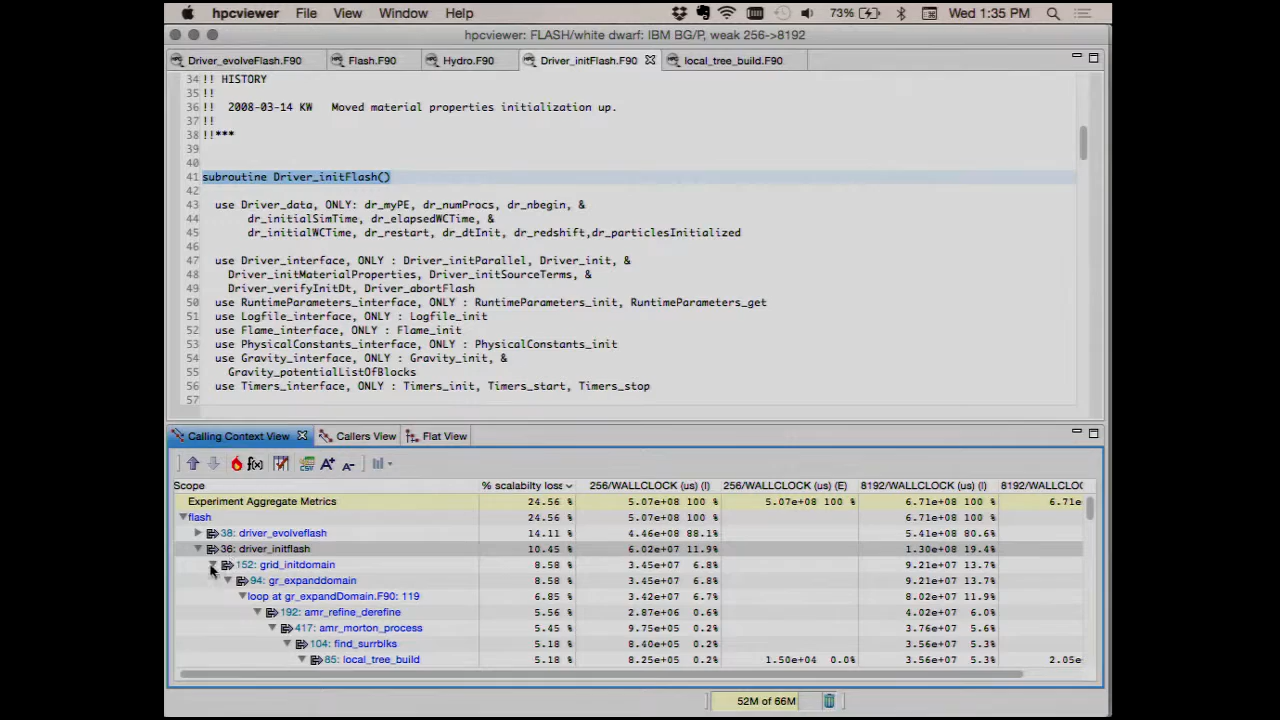 hpcviewer File View Window Help 73% Wed 1:35 PM
hpcviewer: FLASH/white dwarf: IBM BG/P, weak 256->8192
Driver_evolveFlash.F90 Flash.F90 Hydro.F90 Driver_initFlash.F90 local_tree_build.F90
34 !! HISTORY
35 !!
36 !! 2008-03-14 KW Moved material properties initialization up.
37 !!
38 !!***
39
40
41 subroutine Driver_initFlash()
42
43 use Driver_data, ONLY: dr_myPE, dr_numProcs, dr_nbegin, &
44 dr_initialSimTime, dr_elapsedWCTime, &
45 dr_initialWCTime, dr_restart, dr_dtInit, dr_redshift,dr_particlesInitialized
46
47 use Driver_interface, ONLY : Driver_initParallel, Driver_init, &
48 Driver_initMaterialProperties, Driver_initSourceTerms, &
49 Driver_verifyInitDt, Driver_abortFlash
50 use RuntimeParameters_interface, ONLY : RuntimeParameters_init, RuntimeParameters_get
51 use Logfile_interface, ONLY : Logfile_init
52 use Flame_interface, ONLY : Flame_init
53 use PhysicalConstants_interface, ONLY : PhysicalConstants_init
54 use Gravity_interface, ONLY : Gravity_init, &
55 Gravity_potentialListOfBlocks
56 use Timers_interface, ONLY : Timers_init, Timers_start, Timers_stop
57
Calling Context View Callers View Flat View
f(x) A+ A-
Scope % scalabilty loss 256/WALLCLOCK (us) (I) 256/WALLCLOCK (us) (E) 8192/WALLCLOCK (us) (I) 8192/WALLCLO
Experiment Aggregate Metrics 24.56 % 5.07e+08 100 % 5.07e+08 100 % 6.71e+08 100 % 6.71e
flash 24.56 % 5.07e+08 100 % 6.71e+08 100 %
38: driver_evolveflash 14.11 % 4.46e+08 88.1% 5.41e+08 80.6%
36: driver_initflash 10.45 % 6.02e+07 11.9% 1.30e+08 19.4%
152: grid_initdomain 8.58 % 3.45e+07 6.8% 9.21e+07 13.7%
94: gr_expanddomain 8.58 % 3.45e+07 6.8% 9.21e+07 13.7%
loop at gr_expandDomain.F90: 119 6.85 % 3.42e+07 6.7% 8.02e+07 11.9%
192: amr_refine_derefine 5.56 % 2.87e+06 0.6% 4.02e+07 6.0%
417: amr_morton_process 5.45 % 9.75e+05 0.2% 3.76e+07 5.6%
104: find_surrblks 5.18 % 8.40e+05 0.2% 3.56e+07 5.3%
85: local_tree_build 5.18 % 8.25e+05 0.2% 1.50e+04 0.0% 3.56e+07 5.3% 2.05e
52M of 66M